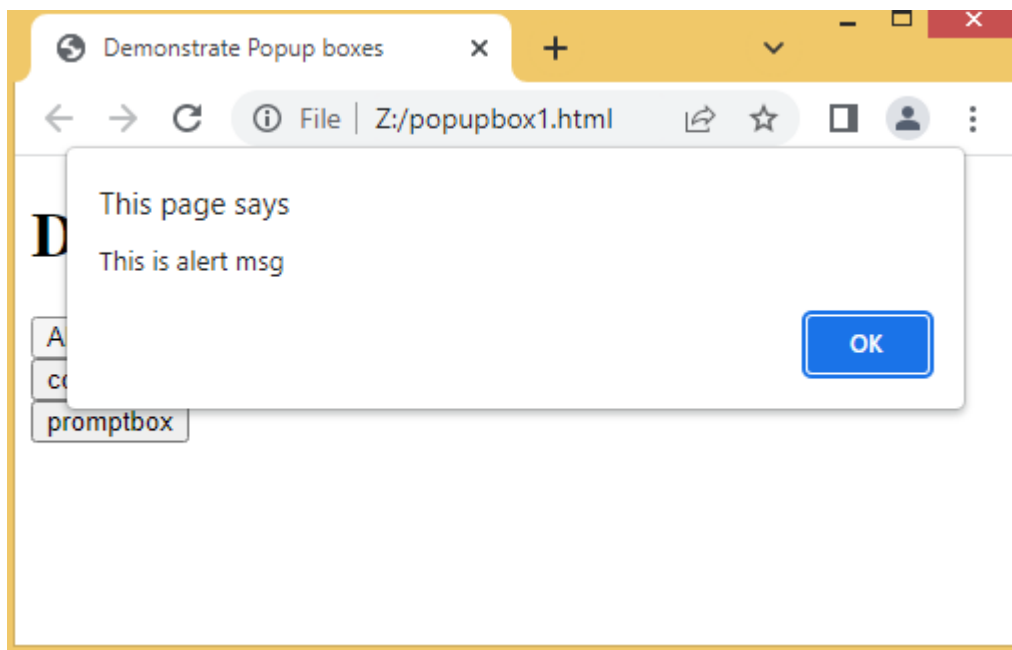 Demonstrate Popup boxes
File Z:/popupbox1.html
This page says
This is alert msg
OK
promptbox